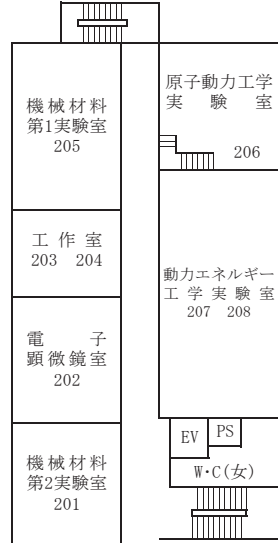 機械材料
第1実験室
205
原子動力工学
実験室
206
工作室
203 204
電子
顕微鏡室
202
動力エネルギー
工学実験室
207 208
機械材料
第2実験室
201
EV
PS
W・C(女)